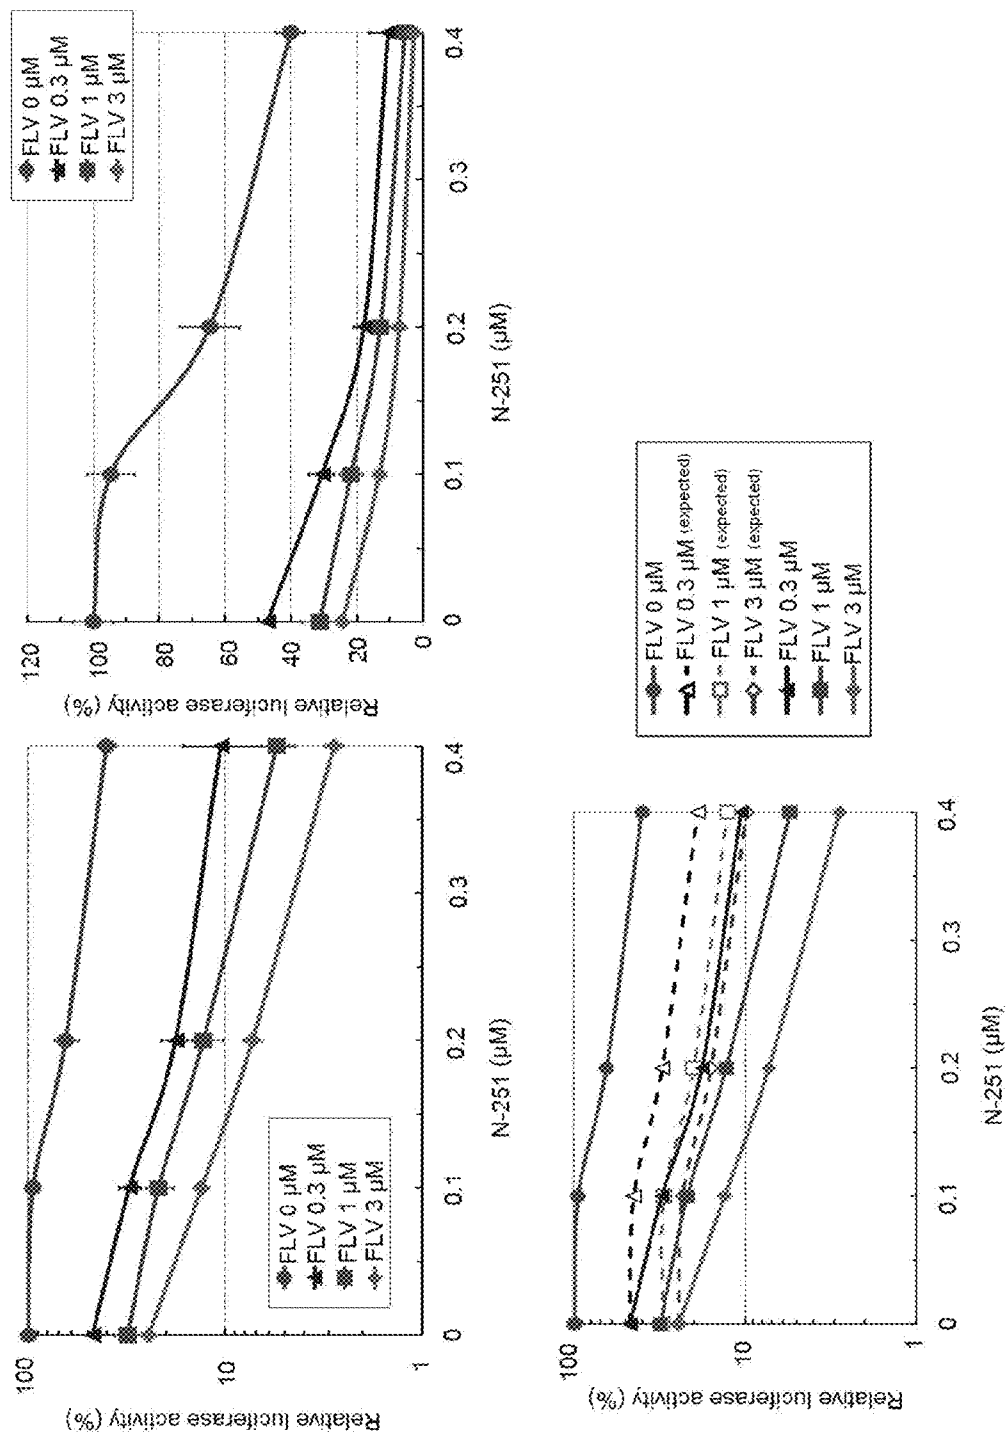 Relative luciferase activity (%)
100
10
1
0
0.1
0.2
0.3
0.4
N-251 (μM)
FLV 0 μM
FLV 0.3 μM
FLV 1 μM
FLV 3 μM
Relative luciferase activity (%)
120
100
80
60
40
20
0
0
0.1
0.2
0.3
0.4
N-251 (μM)
FLV 0 μM
FLV 0.3 μM
FLV 1 μM
FLV 3 μM
Relative luciferase activity (%)
100
10
1
0
0.1
0.2
0.3
0.4
N-251 (μM)
FLV 0 μM
FLV 0.3 μM (expected)
FLV 1 μM (expected)
FLV 3 μM (expected)
FLV 0.3 μM
FLV 1 μM
FLV 3 μM